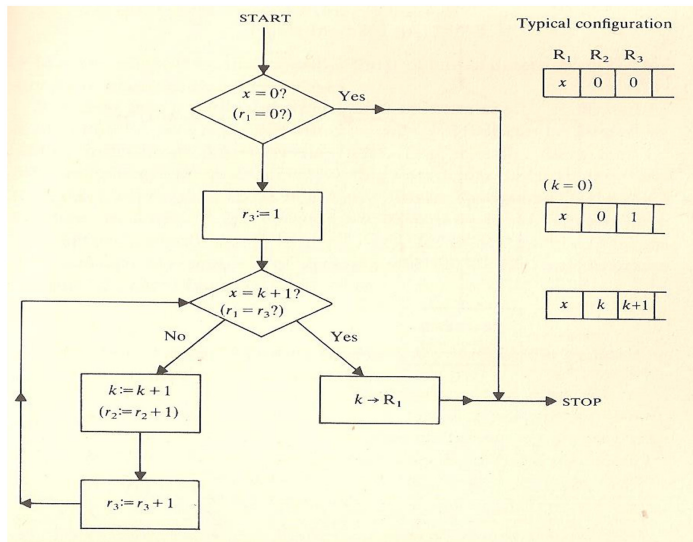 START
Typical configuration
R₁ R₂ R₃
x 0 0
x = 0?
(r₁ = 0?)
Yes
(k = 0)
r₃:= 1
x 0 1
x = k + 1?
(r₁ = r₃?)
x k k+1
No
Yes
k:= k + 1
(r₂:= r₂ + 1)
k → R₁
STOP
r₃:= r₃ + 1